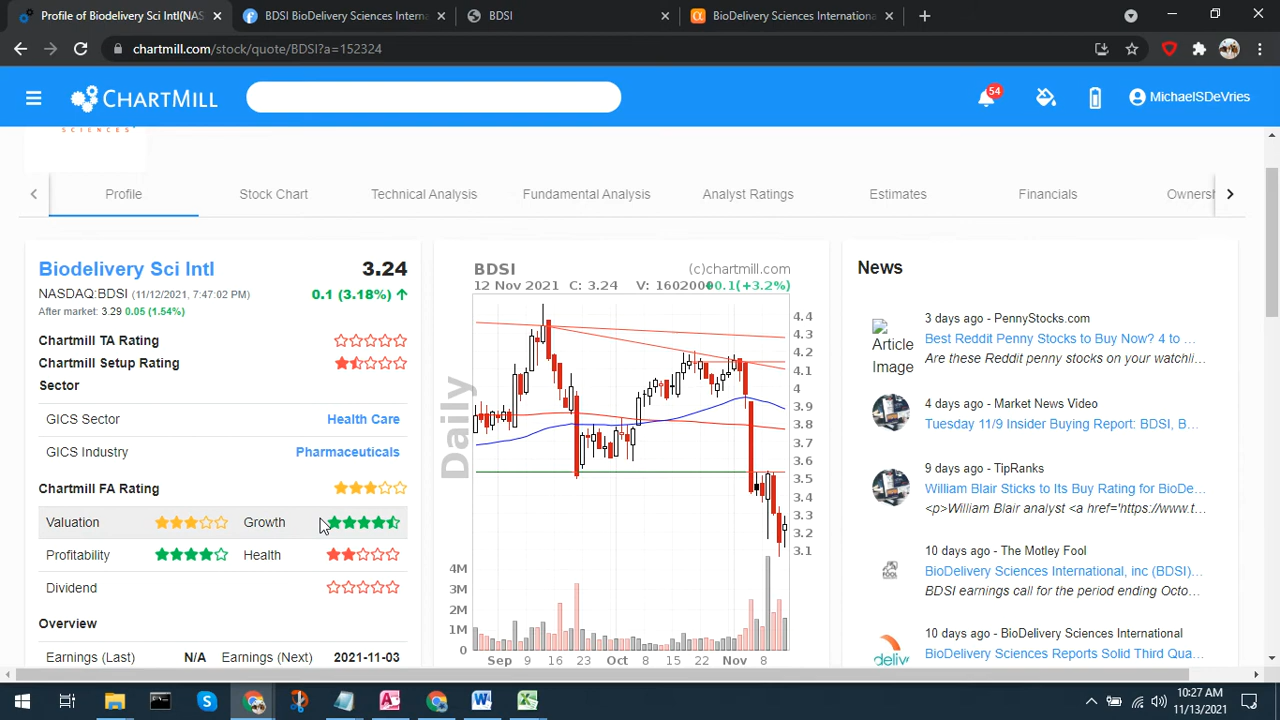 Profile of Biodelivery Sci Intl(NAS
BDSI BioDelivery Sciences Intern
BDSI
BioDelivery Sciences Internationa
chartmill.com/stock/quote/BDSI?a=152324
CHARTMILL
54
MichaelSDeVries
SCIENCES
Profile
Stock Chart
Technical Analysis
Fundamental Analysis
Analyst Ratings
Estimates
Financials
Owners
Biodelivery Sci Intl 3.24
NASDAQ:BDSI (11/12/2021, 7:47:02 PM) 0.1 (3.18%)
After market: 3.29 0.05 (1.54%)
Chartmill TA Rating
Chartmill Setup Rating
Sector
GICS Sector Health Care
GICS Industry Pharmaceuticals
Chartmill FA Rating
Valuation Growth
Profitability Health
Dividend
Overview
Earnings (Last) N/A Earnings (Next) 2021-11-03
BDSI (c)chartmill.com
12 Nov 2021 C: 3.24 V: 1602000 0.1(+3.2%)
Daily
4.4
4.3
4.2
4.1
4
3.9
3.8
3.7
3.6
3.5
3.4
3.3
3.2
3.1
4M
3M
2M
1M
0
Sep 9 16 23 Oct 8 15 22 Nov 8
News
Article
Image
3 days ago - PennyStocks.com
Best Reddit Penny Stocks to Buy Now? 4 to ...
Are these Reddit penny stocks on your watchli...
4 days ago - Market News Video
Tuesday 11/9 Insider Buying Report: BDSI, B...
9 days ago - TipRanks
William Blair Sticks to Its Buy Rating for BioDe...
<p>William Blair analyst <a href='https://www.t...
10 days ago - The Motley Fool
BioDelivery Sciences International, inc (BDSI)...
BDSI earnings call for the period ending Octo...
10 days ago - BioDelivery Sciences International
BioDelivery Sciences Reports Solid Third Qua...
deliv
10:27 AM
11/13/2021